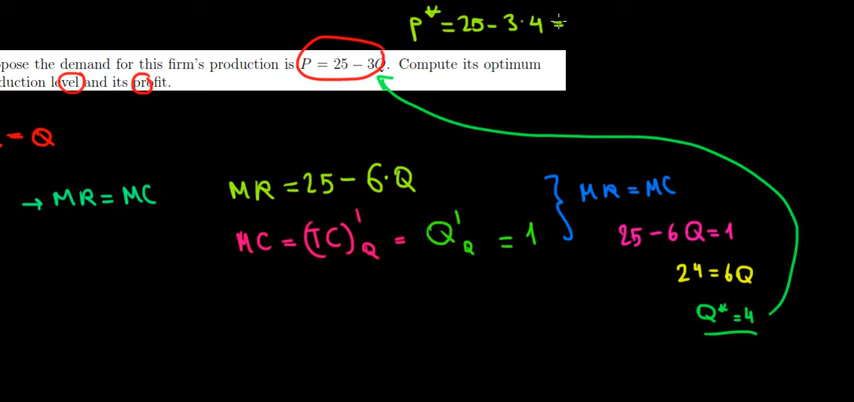 P* = 25 - 3·4 =
pose the demand for this firm's production is P = 25 − 3Q. Compute its optimum
duction level and its profit.
= Q
→ MR = MC
MR = 25 - 6·Q
MC = (TC)'Q = Q'Q = 1
} MR = MC
25 - 6Q = 1
24 = 6Q
Q* = 4